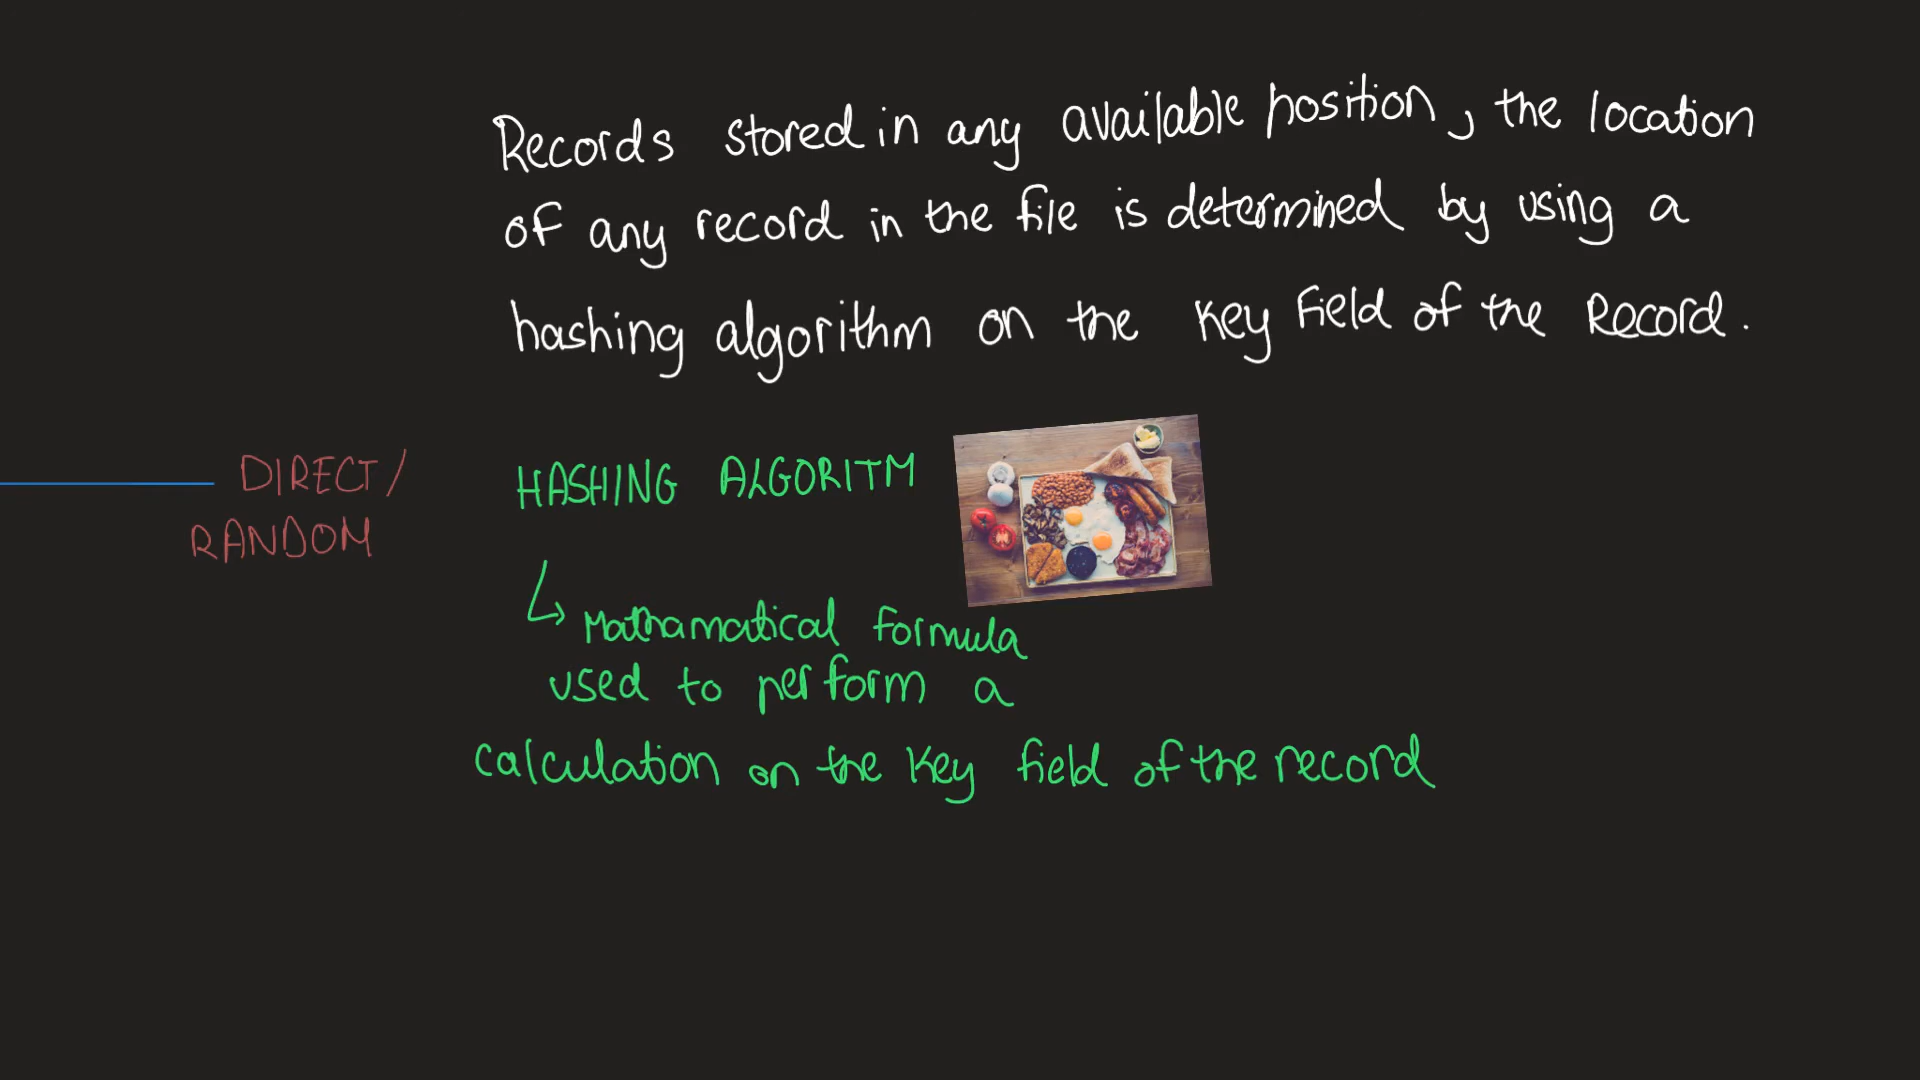 Records stored in any available position, the location
of any record in the file is determined by using a
hashing algorithm on the key field of the Record.
DIRECT/
RANDOM
HASHING ALGORITM
↳ Mathamatical formula
used to perform a
calculation on the key field of the record